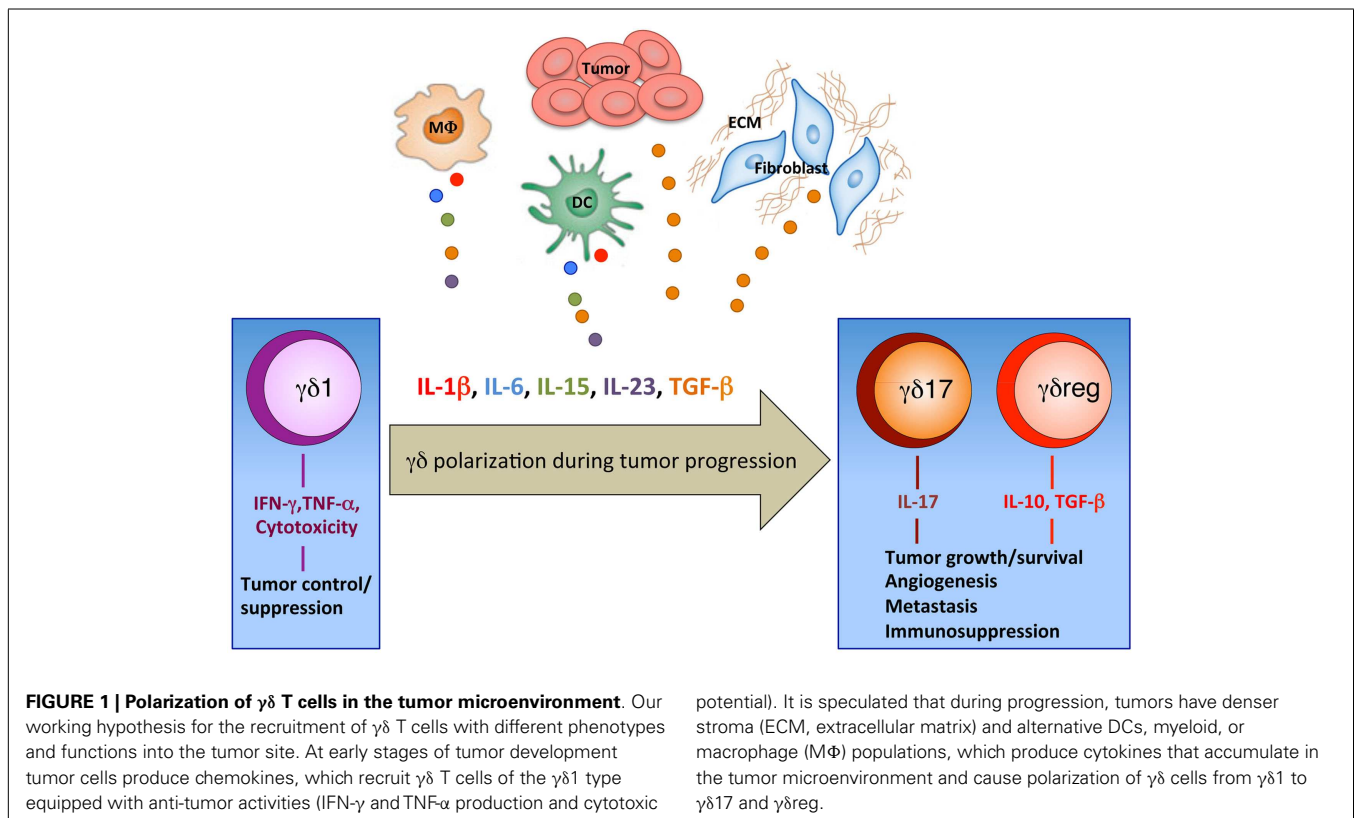 Tumor
MΦ
ECM
Fibroblast
DC
γδ1
IFN-γ,TNF-α,
Cytotoxicity
Tumor control/
suppression
IL-1β, IL-6, IL-15, IL-23, TGF-β
γδ polarization during tumor progression
γδ17
γδreg
IL-17
IL-10, TGF-β
Tumor growth/survival
Angiogenesis
Metastasis
Immunosuppression
FIGURE 1 | Polarization of γδ T cells in the tumor microenvironment. Our
working hypothesis for the recruitment of γδ T cells with different phenotypes
and functions into the tumor site. At early stages of tumor development
tumor cells produce chemokines, which recruit γδ T cells of the γδ1 type
equipped with anti-tumor activities (IFN-γ and TNF-α production and cytotoxic
potential). It is speculated that during progression, tumors have denser
stroma (ECM, extracellular matrix) and alternative DCs, myeloid, or
macrophage (MΦ) populations, which produce cytokines that accumulate in
the tumor microenvironment and cause polarization of γδ cells from γδ1 to
γδ17 and γδreg.